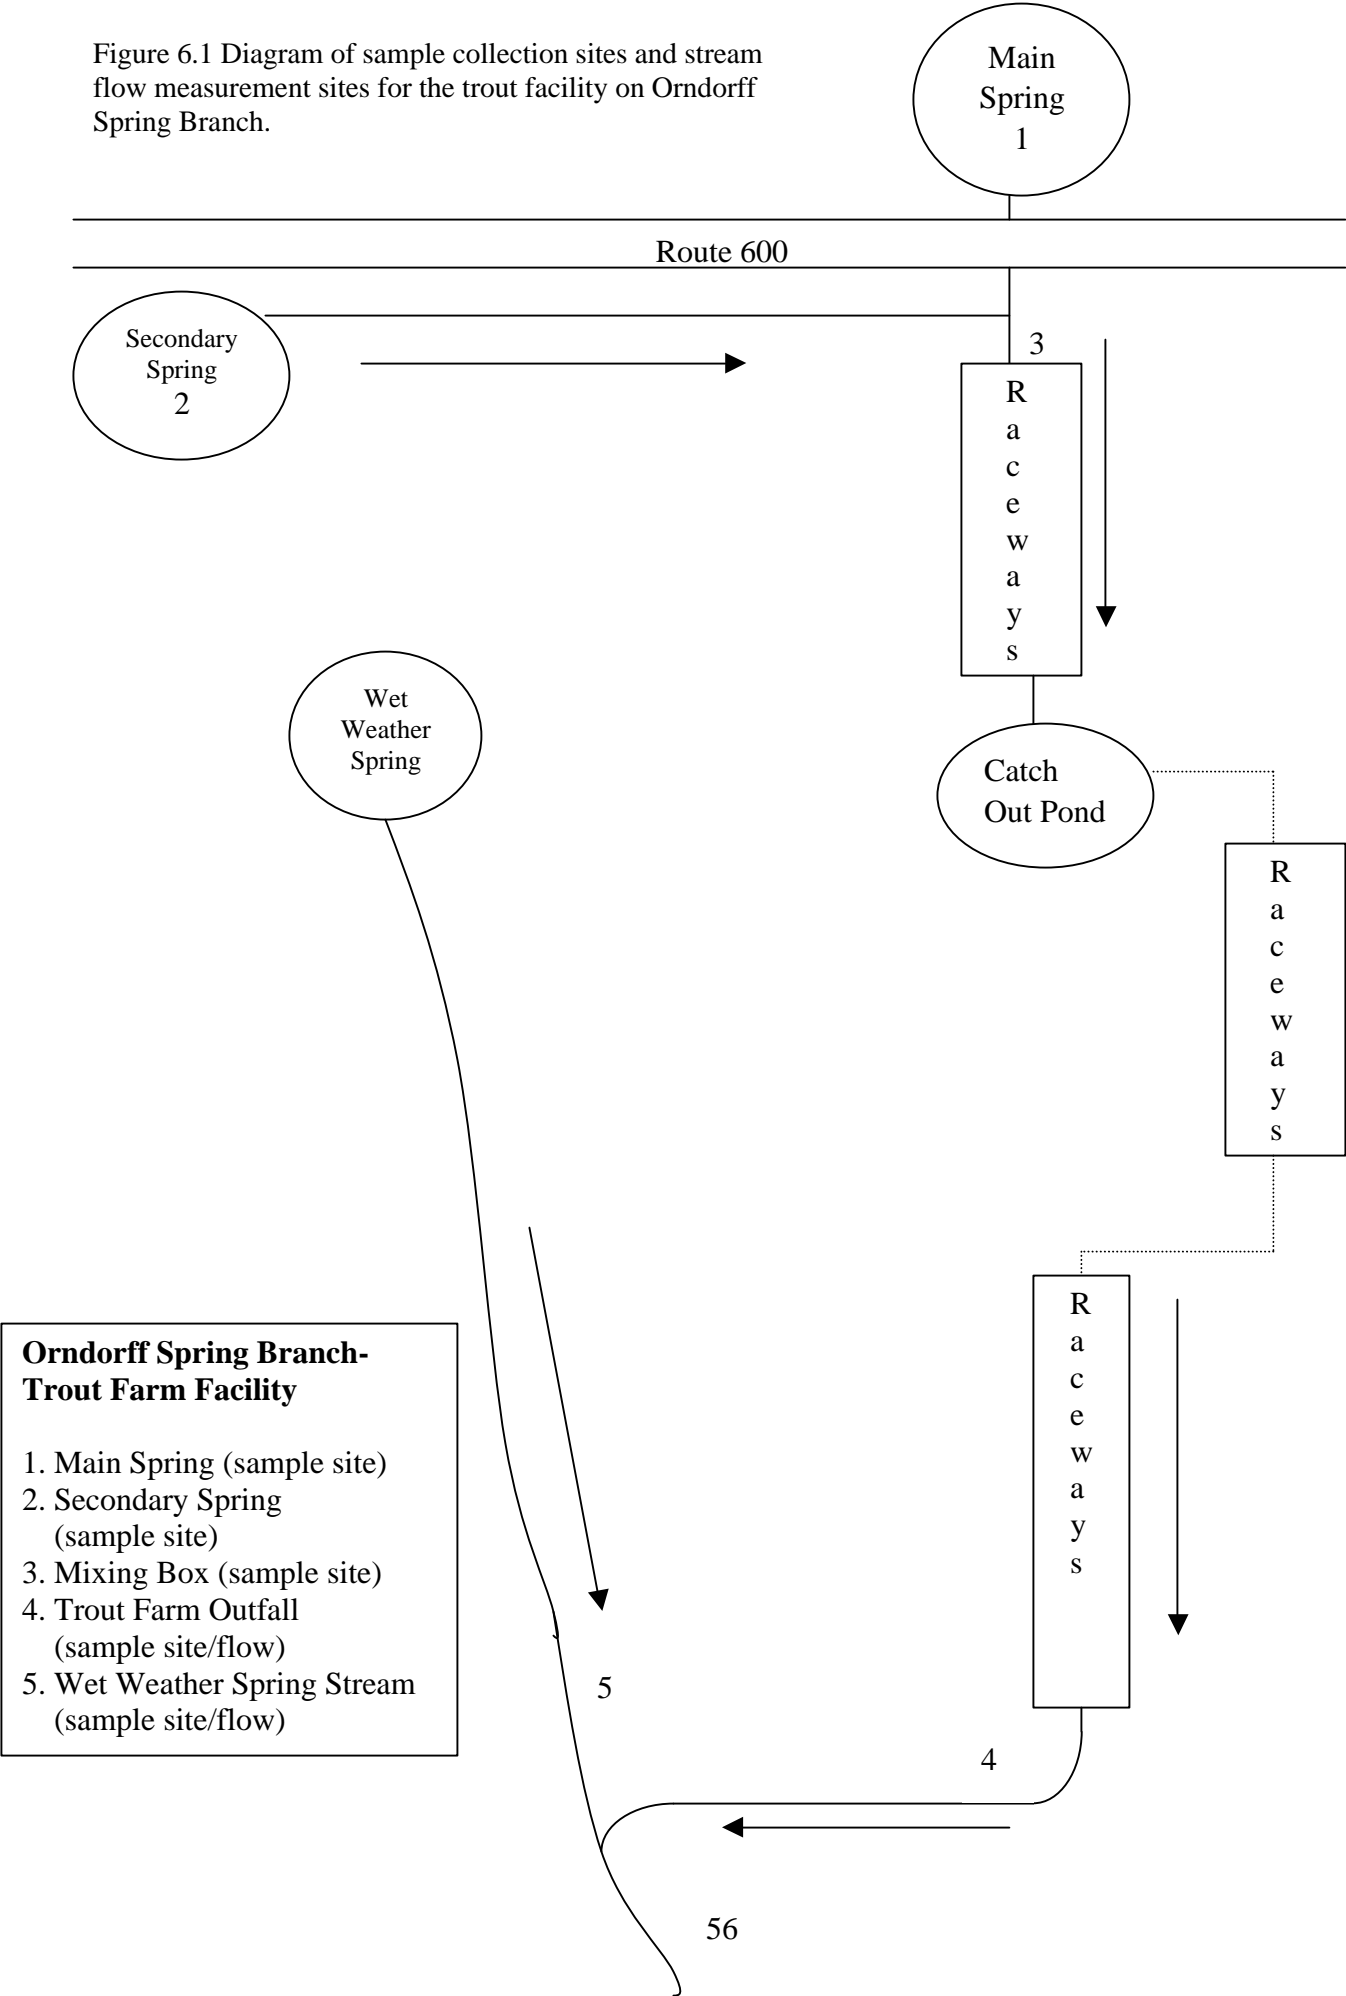 Figure 6.1 Diagram of sample collection sites and stream
flow measurement sites for the trout facility on Orndorff
Spring Branch.
Main
Spring
1
Route 600
Secondary
Spring
2
3
R
a
c
e
w
a
y
s
Wet
Weather
Spring
Catch
Out Pond
R
a
c
e
w
a
y
s
R
a
c
e
w
a
y
s
Orndorff Spring Branch-
Trout Farm Facility
1. Main Spring (sample site)
2. Secondary Spring
(sample site)
3. Mixing Box (sample site)
4. Trout Farm Outfall
(sample site/flow)
5. Wet Weather Spring Stream
(sample site/flow)
5
4
56